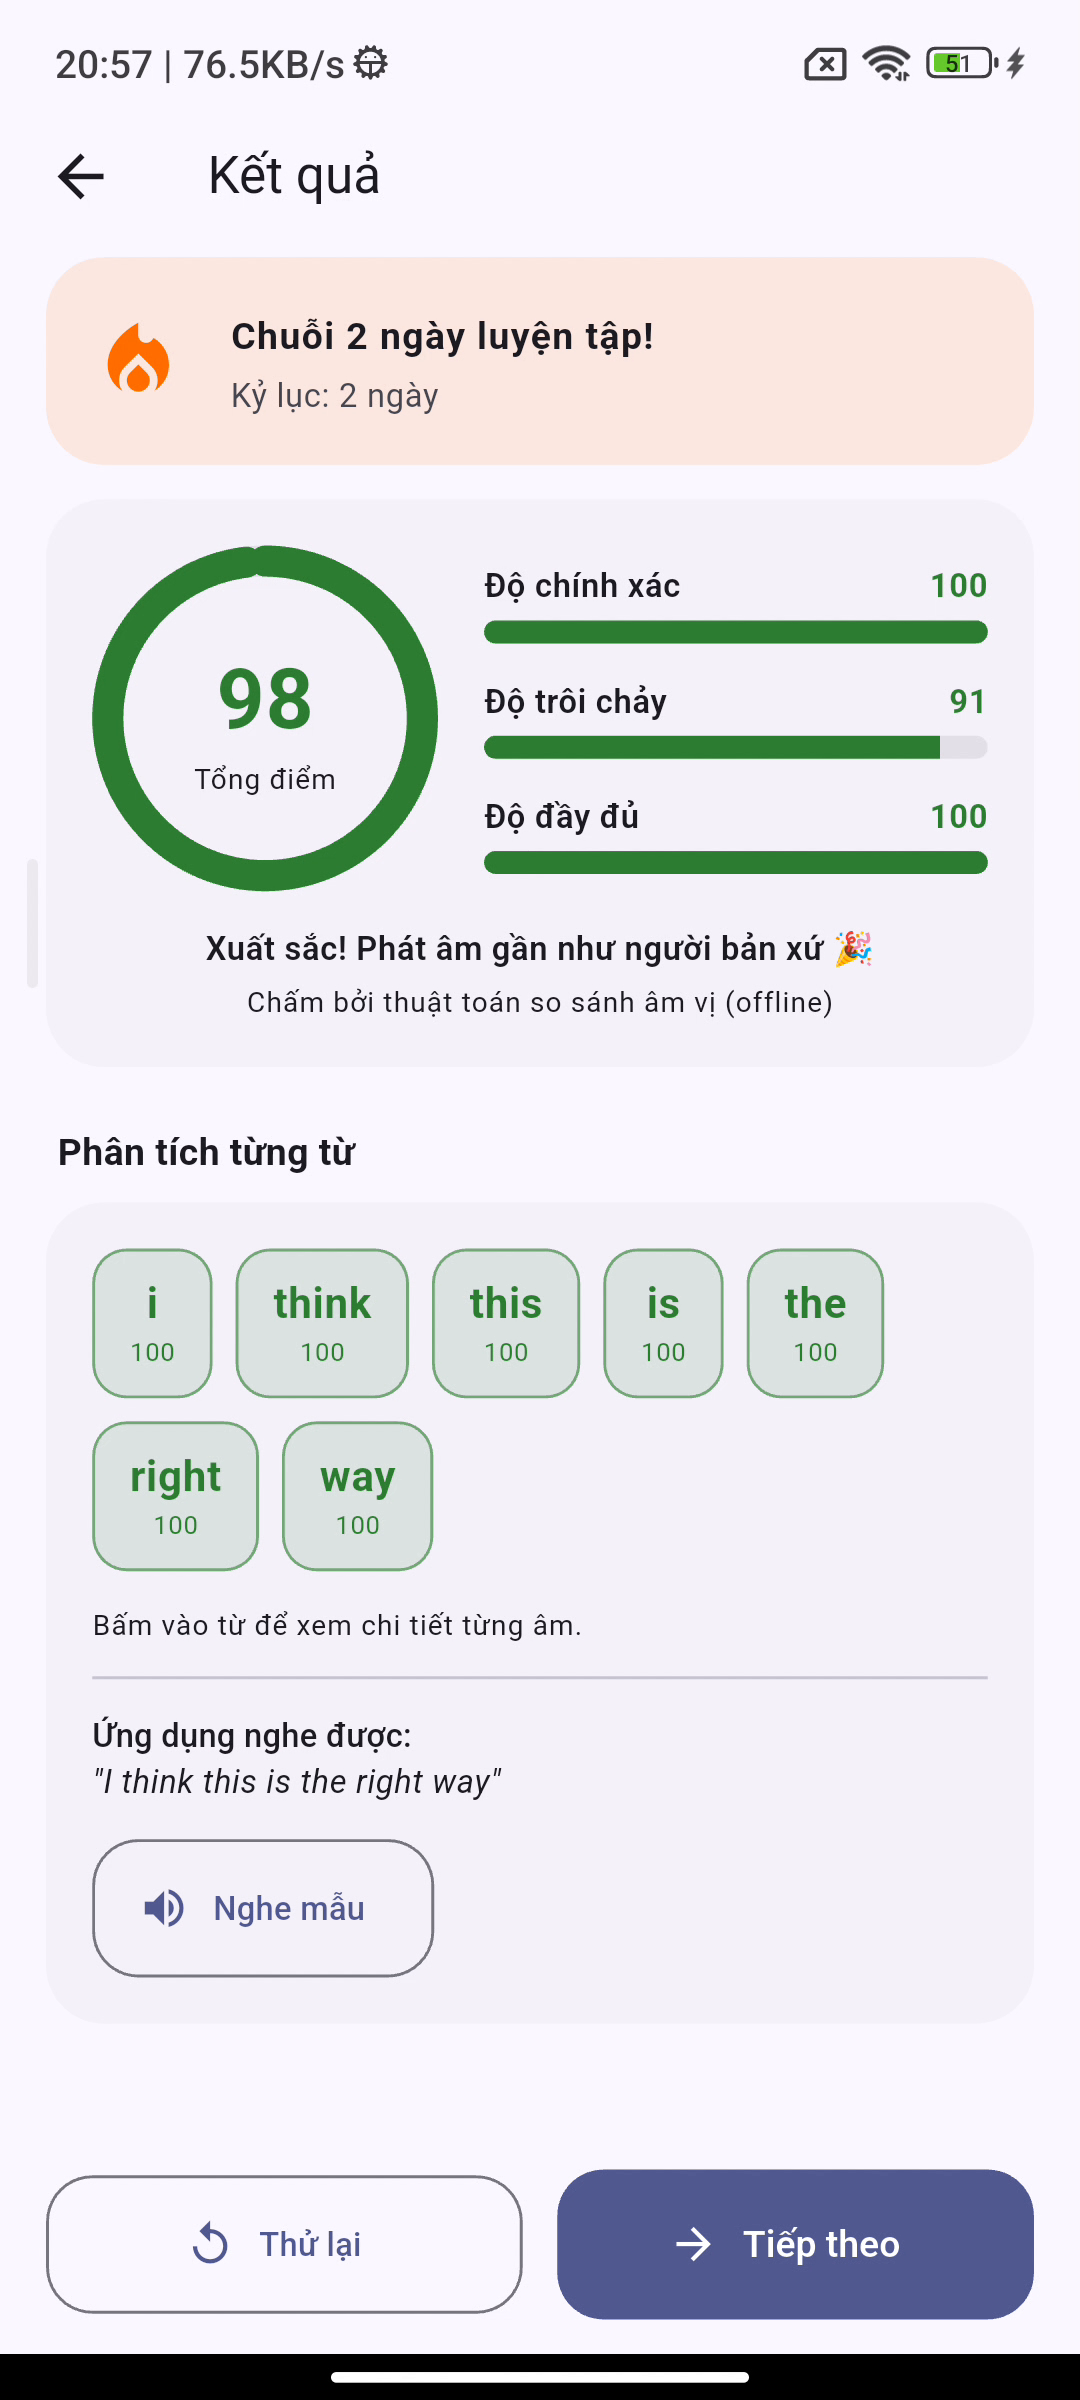 20:57 | 76.5KB/s
51
Kết quả
Chuỗi 2 ngày luyện tập!
Kỷ lục: 2 ngày
98
Tổng điểm
Độ chính xác 100
Độ trôi chảy 91
Độ đầy đủ 100
Xuất sắc! Phát âm gần như người bản xứ 🎉
Chấm bởi thuật toán so sánh âm vị (offline)
Phân tích từng từ
i think this is the
100 100 100 100 100
right way
100 100
Bấm vào từ để xem chi tiết từng âm.
Ứng dụng nghe được:
"I think this is the right way"
Nghe mẫu
Thử lại
Tiếp theo